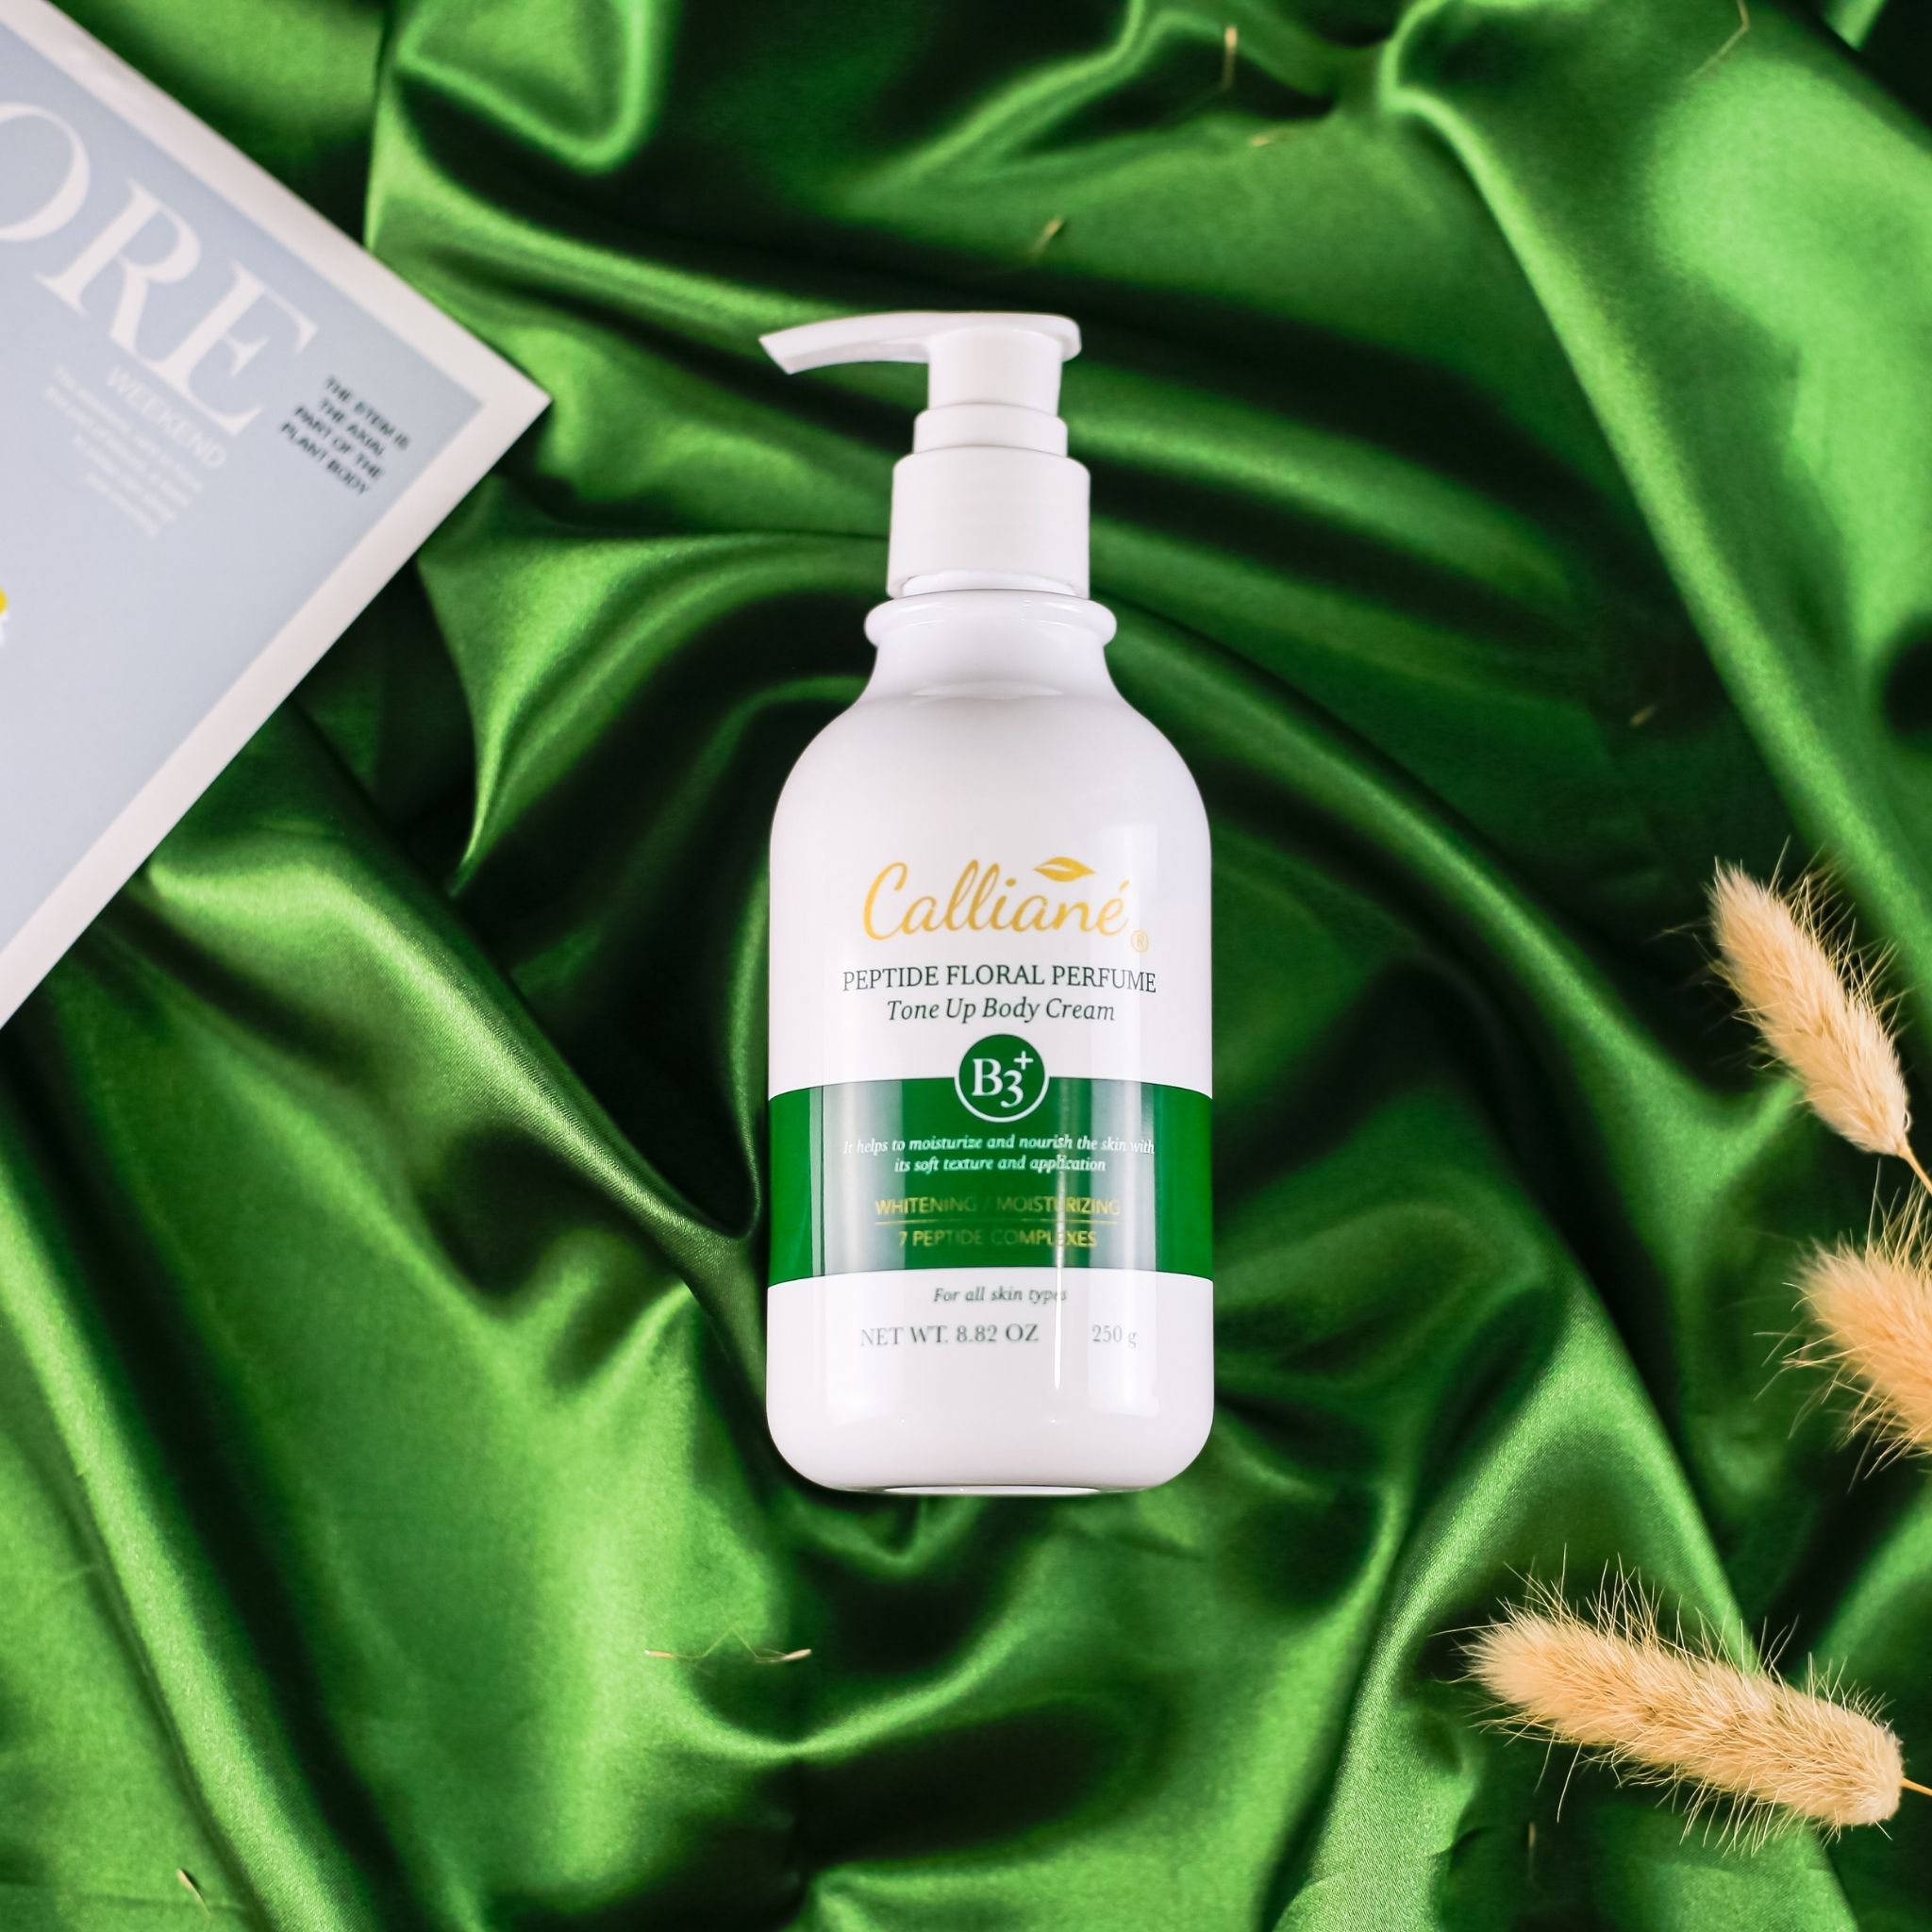 ORE
WEEKEND
THE STEM IS
THE AXIAL
PART OF THE
PLANT BODY
Calliané®
PEPTIDE FLORAL PERFUME
Tone Up Body Cream
B3+
It helps to moisturize and nourish the skin with
its soft texture and application
WHITENING / MOISTURIZING
7 PEPTIDE COMPLEXES
For all skin types
NET WT. 8.82 OZ 250 g